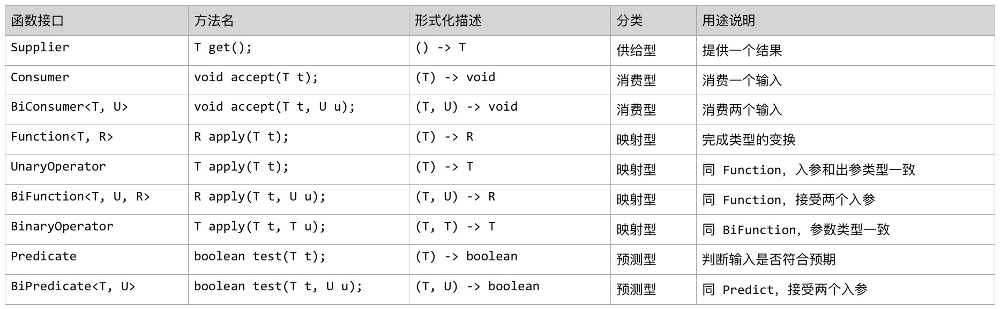 函数接口 方法名 形式化描述 分类 用途说明
Supplier T get(); () -> T 供给型 提供一个结果
Consumer void accept(T t); (T) -> void 消费型 消费一个输入
BiConsumer<T, U> void accept(T t, U u); (T, U) -> void 消费型 消费两个输入
Function<T, R> R apply(T t); (T) -> R 映射型 完成类型的变换
UnaryOperator T apply(T t); (T) -> T 映射型 同 Function，入参和出参类型一致
BiFunction<T, U, R> R apply(T t, U u); (T, U) -> R 映射型 同 Function，接受两个入参
BinaryOperator T apply(T t, T u); (T, T) -> T 映射型 同 BiFunction，参数类型一致
Predicate boolean test(T t); (T) -> boolean 预测型 判断输入是否符合预期
BiPredicate<T, U> boolean test(T t, U u); (T, U) -> boolean 预测型 同 Predict，接受两个入参